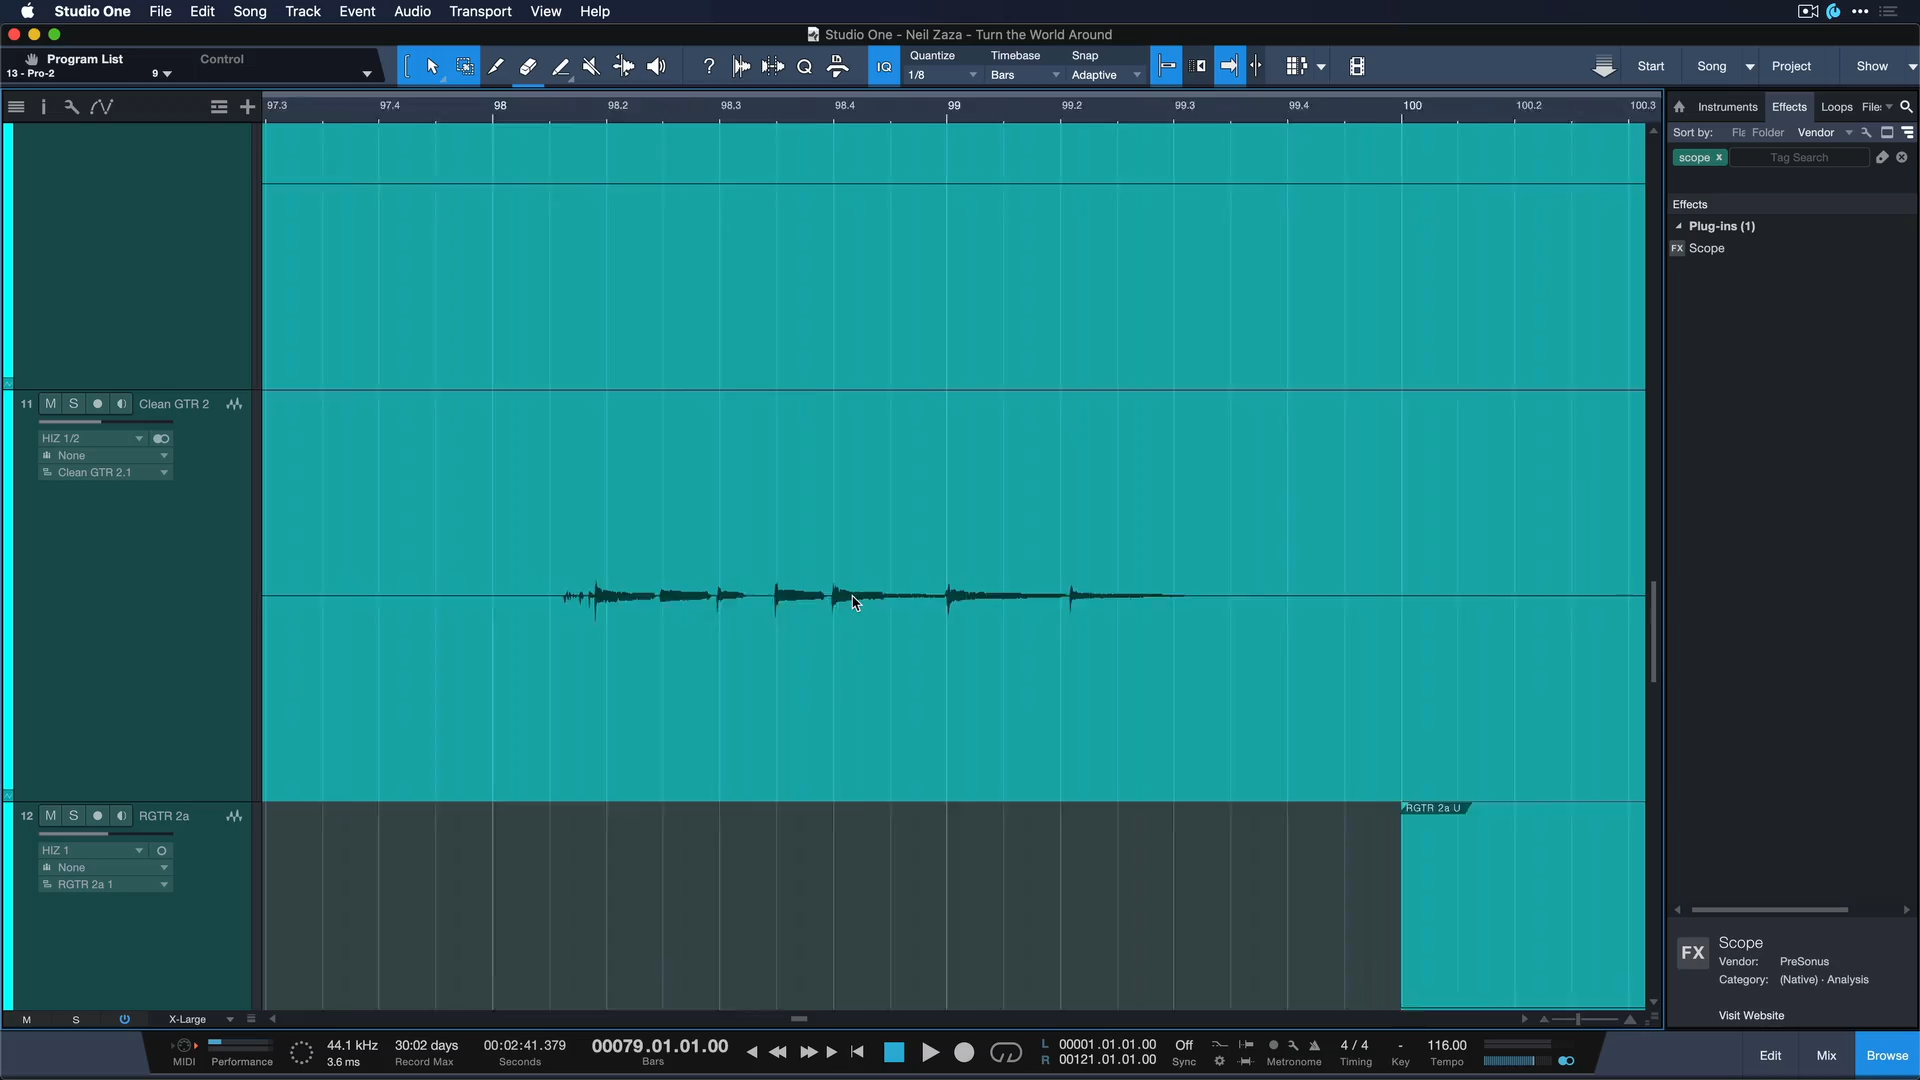 Studio One File Edit Song Track Event Audio Transport View Help
Studio One - Neil Zaza - Turn the World Around
Program List Control
13 - Pro-2 9
Quantize Timebase Snap
1/8 Bars Adaptive
IQ
Start Song Project Show
97.3 97.4 98 98.2 98.3 98.4 99 99.2 99.3 99.4 100 100.2 100.3
Instruments Effects Loops Files
Sort by: Fla Folder Vendor
scope x Tag Search
Effects
Plug-ins (1)
FX Scope
11 M S Clean GTR 2
HIZ 1/2
None
Clean GTR 2.1
12 M S RGTR 2a
HIZ 1
None
RGTR 2a 1
RGTR 2a U
FX Scope
Vendor: PreSonus
Category: (Native) · Analysis
Visit Website
M S X-Large
MIDI Performance
44.1 kHz
3.6 ms
30:02 days
Record Max
00:02:41.379
Seconds
00079.01.01.00
Bars
L 00001.01.01.00
R 00121.01.01.00
Off
Sync
Metronome
4 / 4
Timing
-
Key
116.00
Tempo
Edit Mix Browse